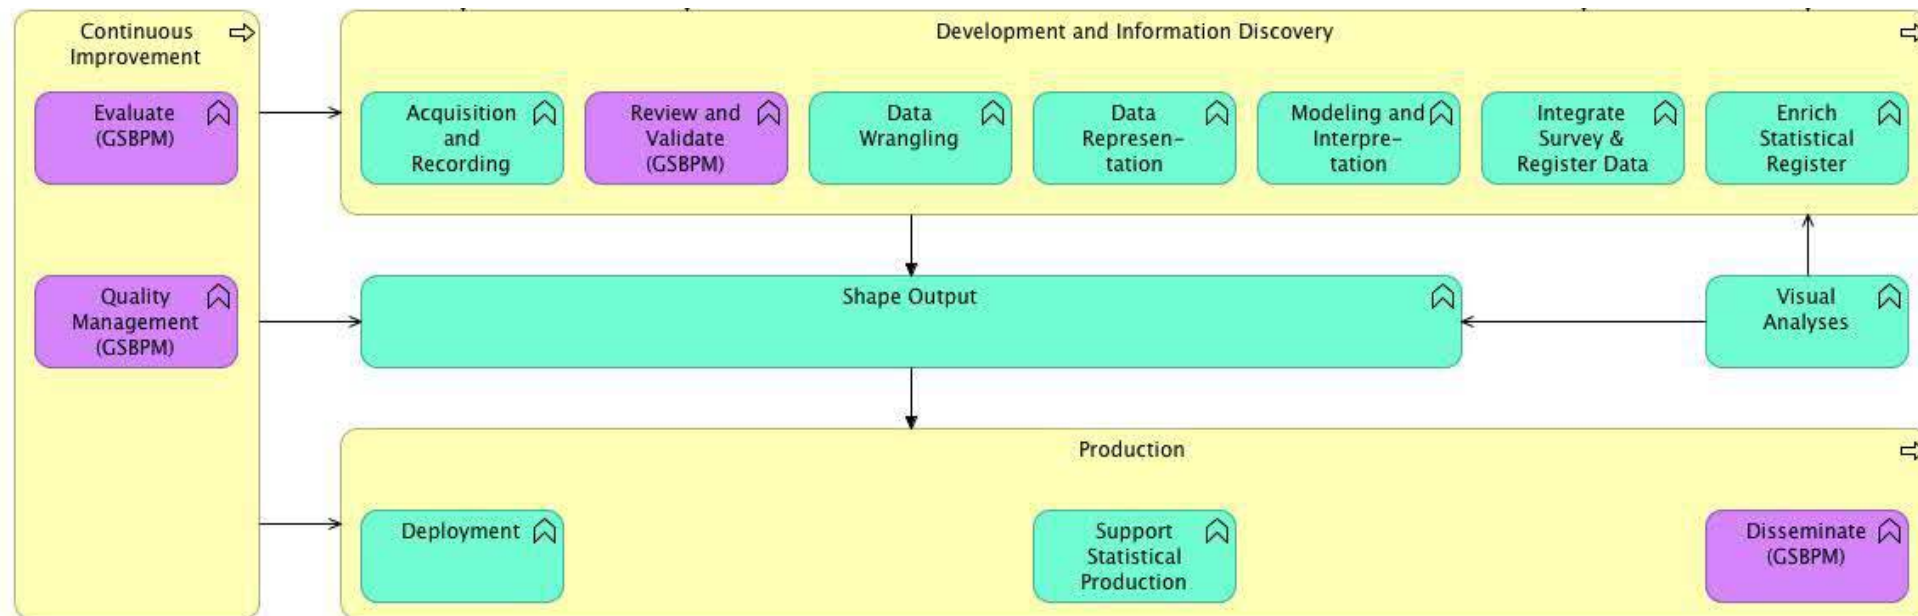 Continuous
Improvement
Evaluate
(GSBPM)
Quality
Management
(GSBPM)
Development and Information Discovery
Acquisition
and
Recording
Review and
Validate
(GSBPM)
Data
Wrangling
Data
Represen-
tation
Modeling and
Interpre-
tation
Integrate
Survey &
Register Data
Enrich
Statistical
Register
Shape Output
Visual
Analyses
Production
Deployment
Support
Statistical
Production
Disseminate
(GSBPM)